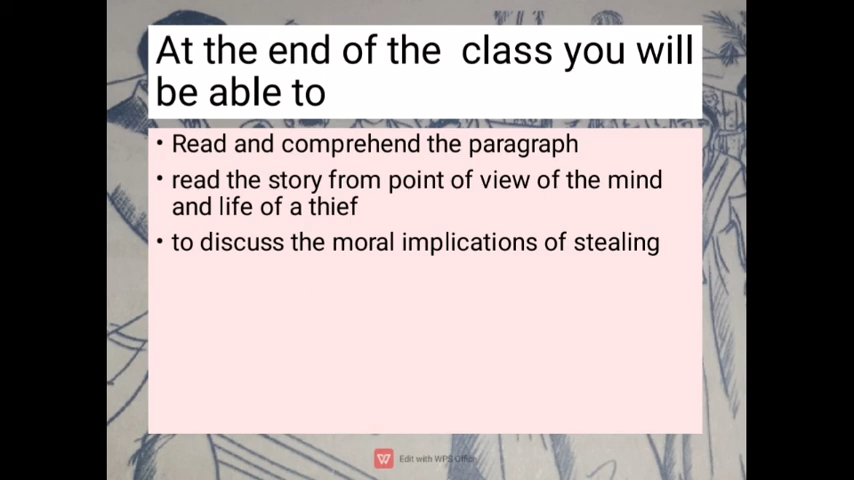 At the end of the class you will
be able to
• Read and comprehend the paragraph
• read the story from point of view of the mind
and life of a thief
• to discuss the moral implications of stealing
Edit with WPS Office